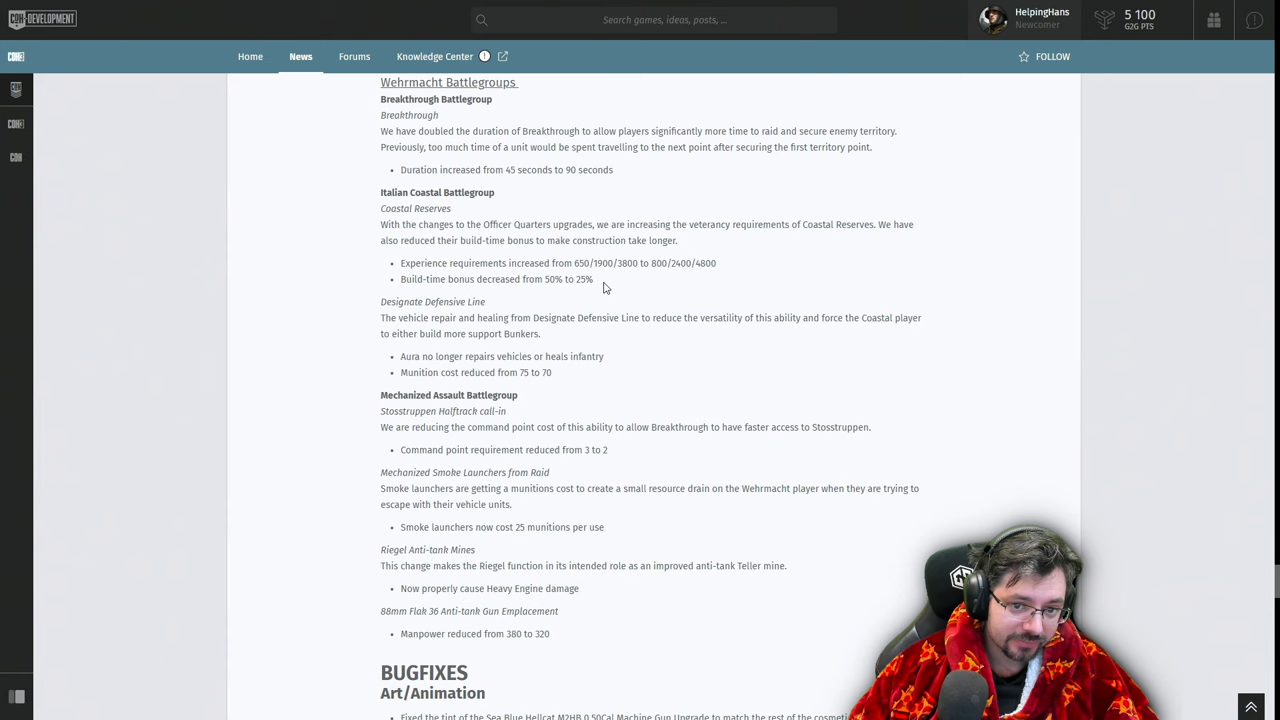 COH-DEVELOPMENT
Search games, ideas, posts, ...
HelpingHans
Newcomer
5 100
G2G PTS
COH3
Home
News
Forums
Knowledge Center
FOLLOW
Wehrmacht Battlegroups
Breakthrough Battlegroup
Breakthrough
We have doubled the duration of Breakthrough to allow players significantly more time to raid and secure enemy territory.
Previously, too much time of a unit would be spent travelling to the next point after securing the first territory point.
• Duration increased from 45 seconds to 90 seconds
Italian Coastal Battlegroup
Coastal Reserves
With the changes to the Officer Quarters upgrades, we are increasing the veterancy requirements of Coastal Reserves. We have
also reduced their build-time bonus to make construction take longer.
• Experience requirements increased from 650/1900/3800 to 800/2400/4800
• Build-time bonus decreased from 50% to 25%
Designate Defensive Line
The vehicle repair and healing from Designate Defensive Line to reduce the versatility of this ability and force the Coastal player
to either build more support Bunkers.
• Aura no longer repairs vehicles or heals infantry
• Munition cost reduced from 75 to 70
Mechanized Assault Battlegroup
Stosstruppen Halftrack call-in
We are reducing the command point cost of this ability to allow Breakthrough to have faster access to Stosstruppen.
• Command point requirement reduced from 3 to 2
Mechanized Smoke Launchers from Raid
Smoke launchers are getting a munitions cost to create a small resource drain on the Wehrmacht player when they are trying to
escape with their vehicle units.
• Smoke launchers now cost 25 munitions per use
Riegel Anti-tank Mines
This change makes the Riegel function in its intended role as an improved anti-tank Teller mine.
• Now properly cause Heavy Engine damage
88mm Flak 36 Anti-tank Gun Emplacement
• Manpower reduced from 380 to 320
BUGFIXES
Art/Animation
• Fixed the tint of the Sea Blue Hellcat M2HB 0.50Cal Machine Gun Upgrade to match the rest of the